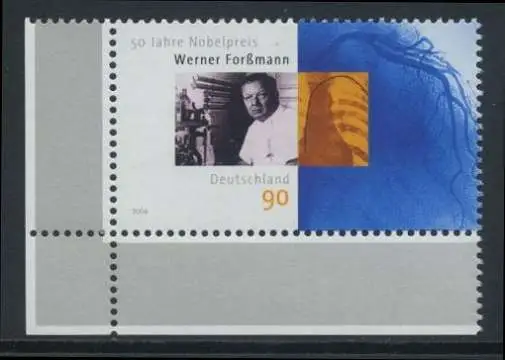 50 Jahre Nobelpreis
Werner Forßmann
Deutschland
90
2006